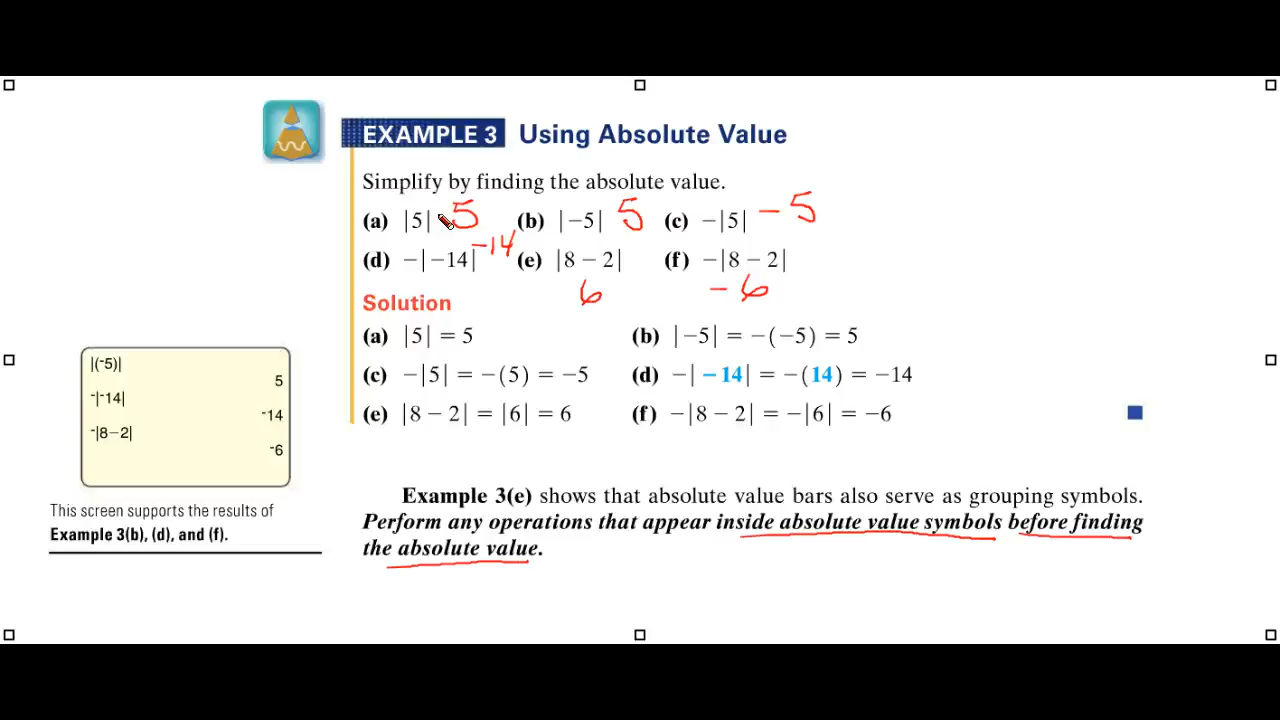 EXAMPLE 3 Using Absolute Value
Simplify by finding the absolute value.
(a) |5| 5 (b) |−5| 5 (c) −|5| −5
(d) −|−14| −14 (e) |8 − 2| (f) −|8 − 2|
6 −6
Solution
(a) |5| = 5 (b) |−5| = −(−5) = 5
(c) −|5| = −(5) = −5 (d) −|−14| = −(14) = −14
(e) |8 − 2| = |6| = 6 (f) −|8 − 2| = −|6| = −6
|(-5)|
5
-|-14|
-14
-|8−2|
-6
This screen supports the results of
Example 3(b), (d), and (f).
Example 3(e) shows that absolute value bars also serve as grouping symbols.
Perform any operations that appear inside absolute value symbols before finding
the absolute value.